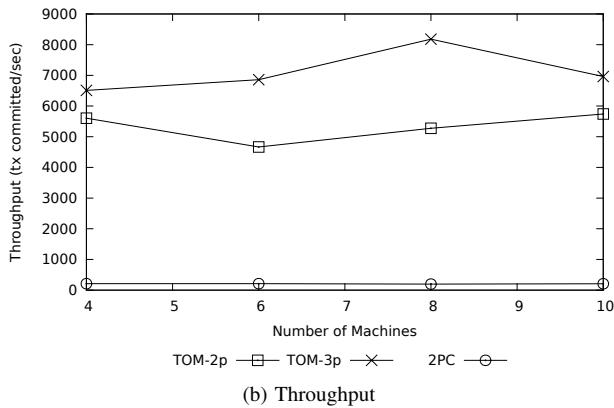 9000
8000
7000
6000
5000
4000
3000
2000
1000
0
Throughput (tx committed/sec)
4 5 6 7 8 9 10
Number of Machines
TOM-2p TOM-3p 2PC
(b) Throughput